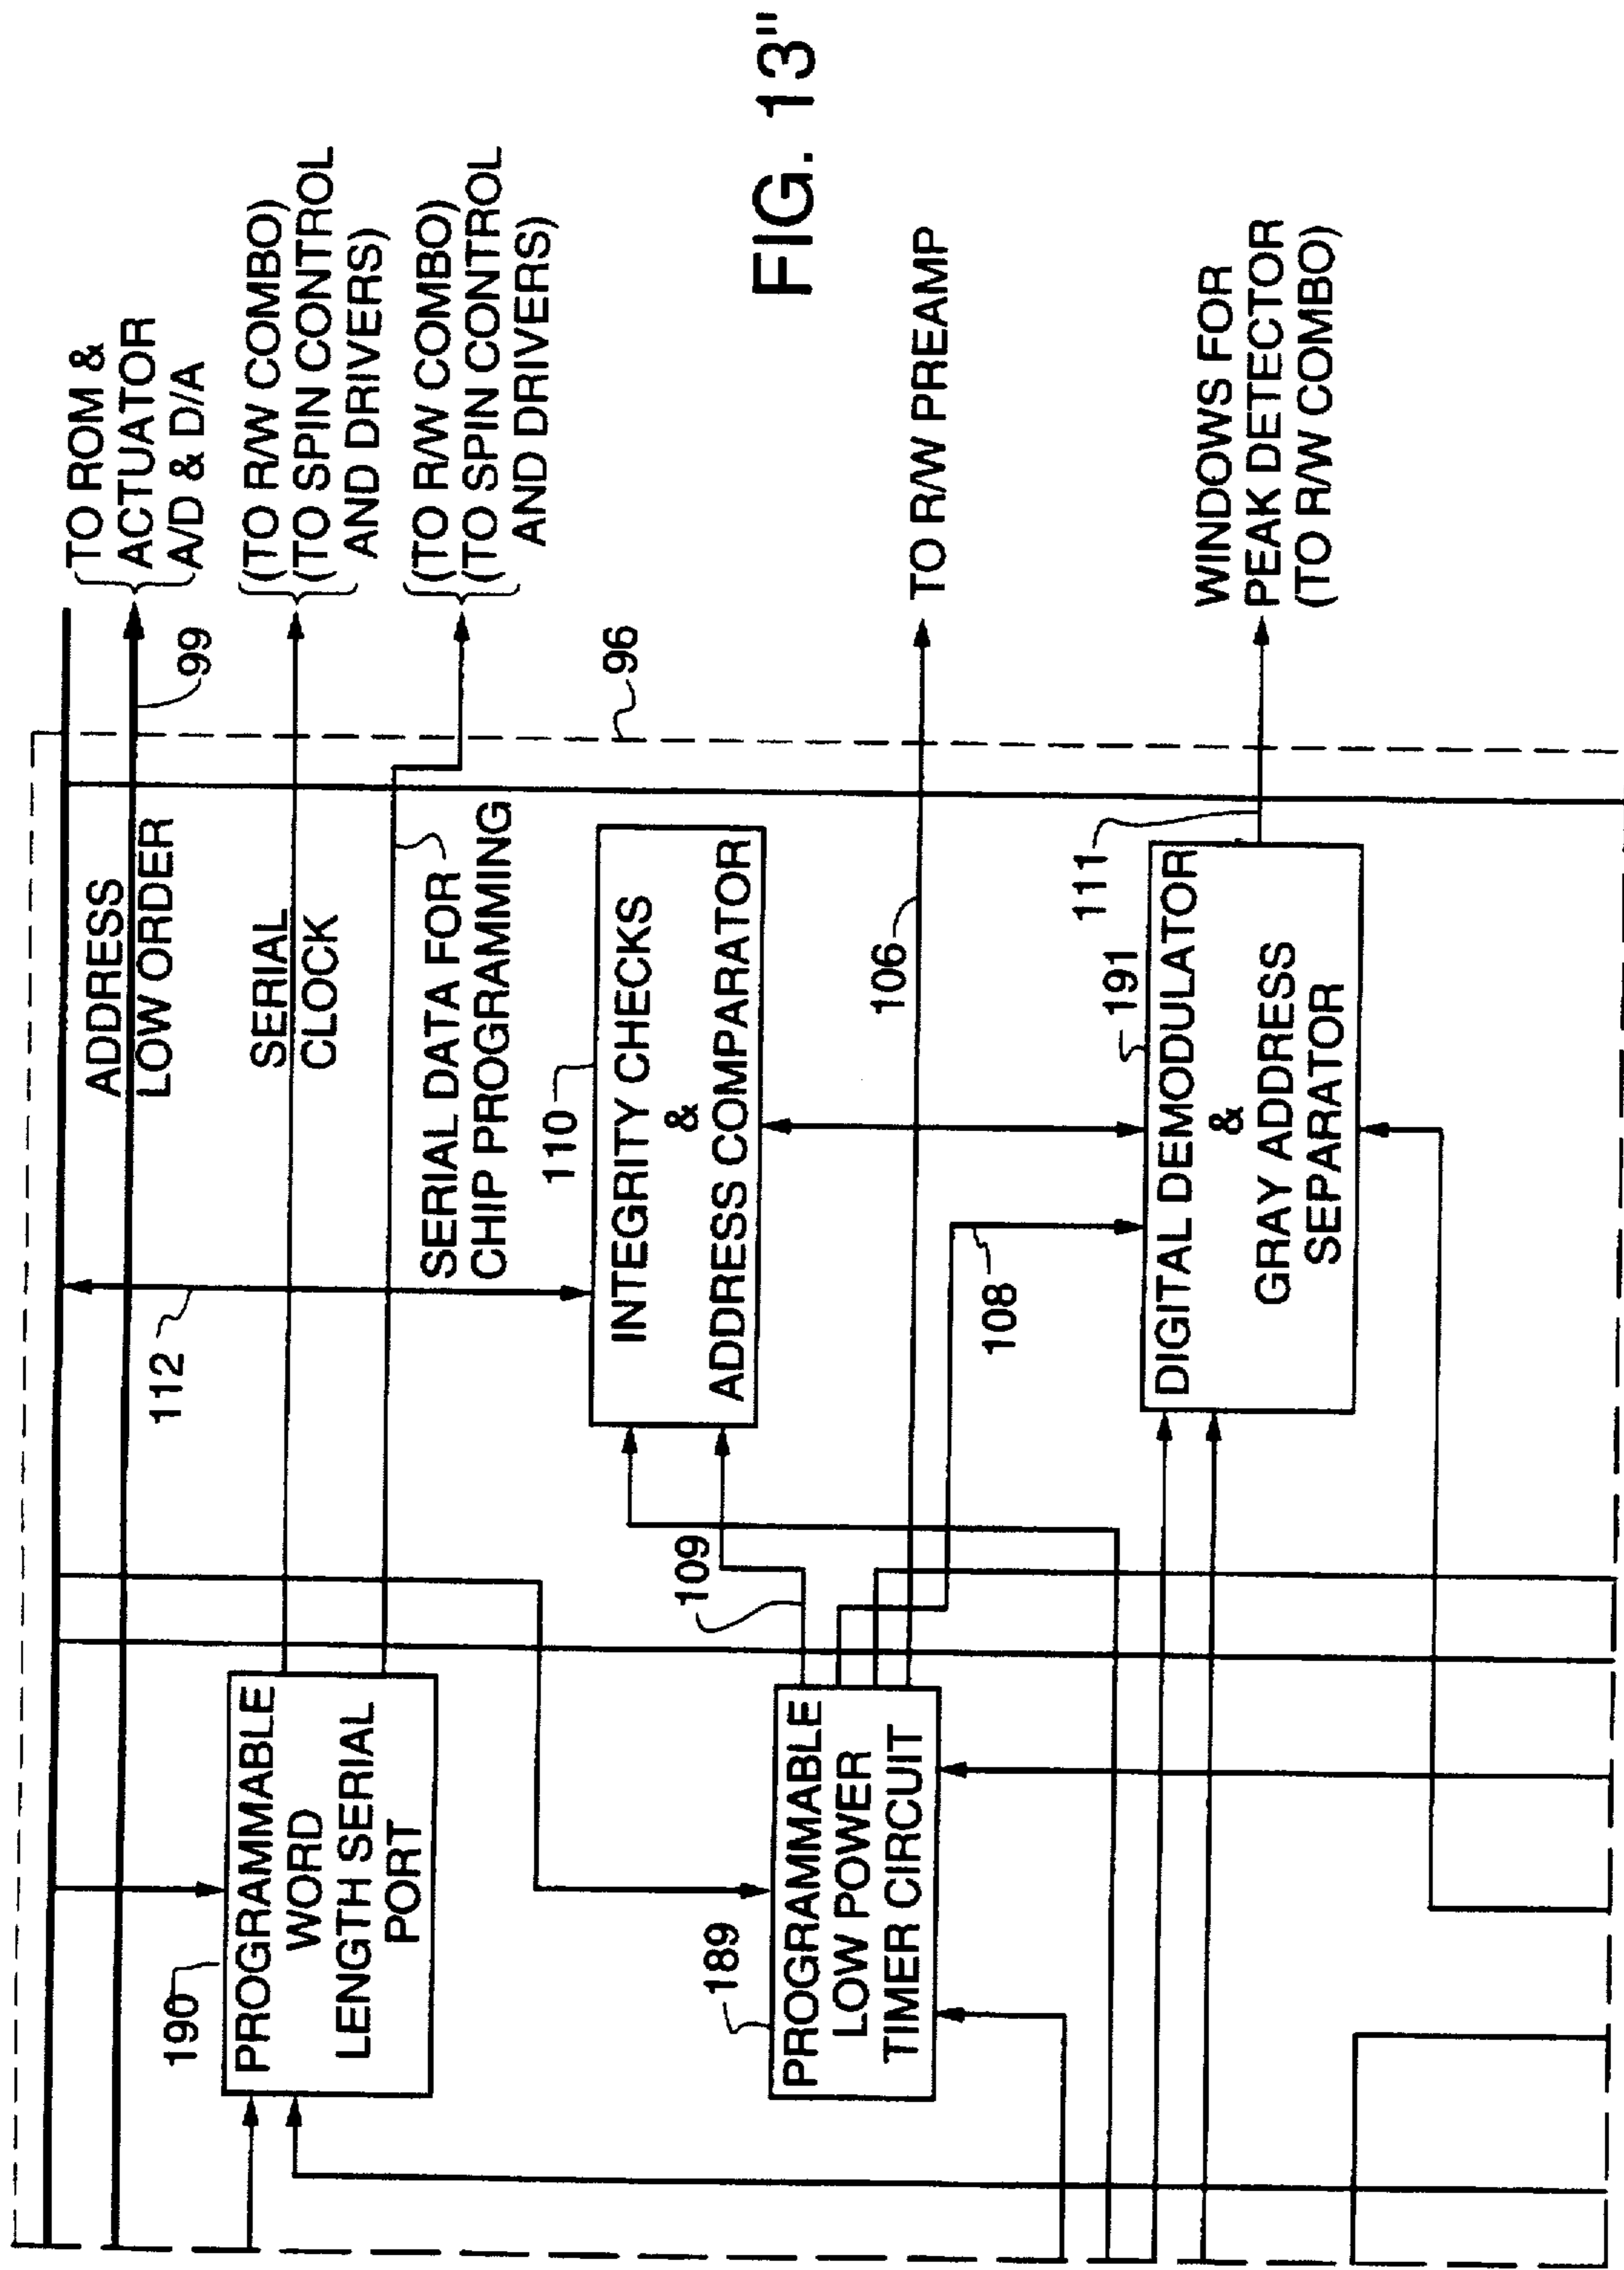 TO ROM &
ACTUATOR
A/D & D/A
99
ADDRESS
LOW ORDER
(TO R/W COMBO)
(TO SPIN CONTROL
AND DRIVERS)
SERIAL
CLOCK
(TO R/W COMBO)
(TO SPIN CONTROL
AND DRIVERS)
SERIAL DATA FOR
CHIP PROGRAMMING
96
112
190
PROGRAMMABLE
WORD
LENGTH SERIAL
PORT
110
INTEGRITY CHECKS
&
ADDRESS COMPARATOR
109
189
PROGRAMMABLE
LOW POWER
TIMER CIRCUIT
106
TO R/W PREAMP
108
111
191
DIGITAL DEMODULATOR
&
GRAY ADDRESS
SEPARATOR
WINDOWS FOR
PEAK DETECTOR
(TO R/W COMBO)
FIG. 13"